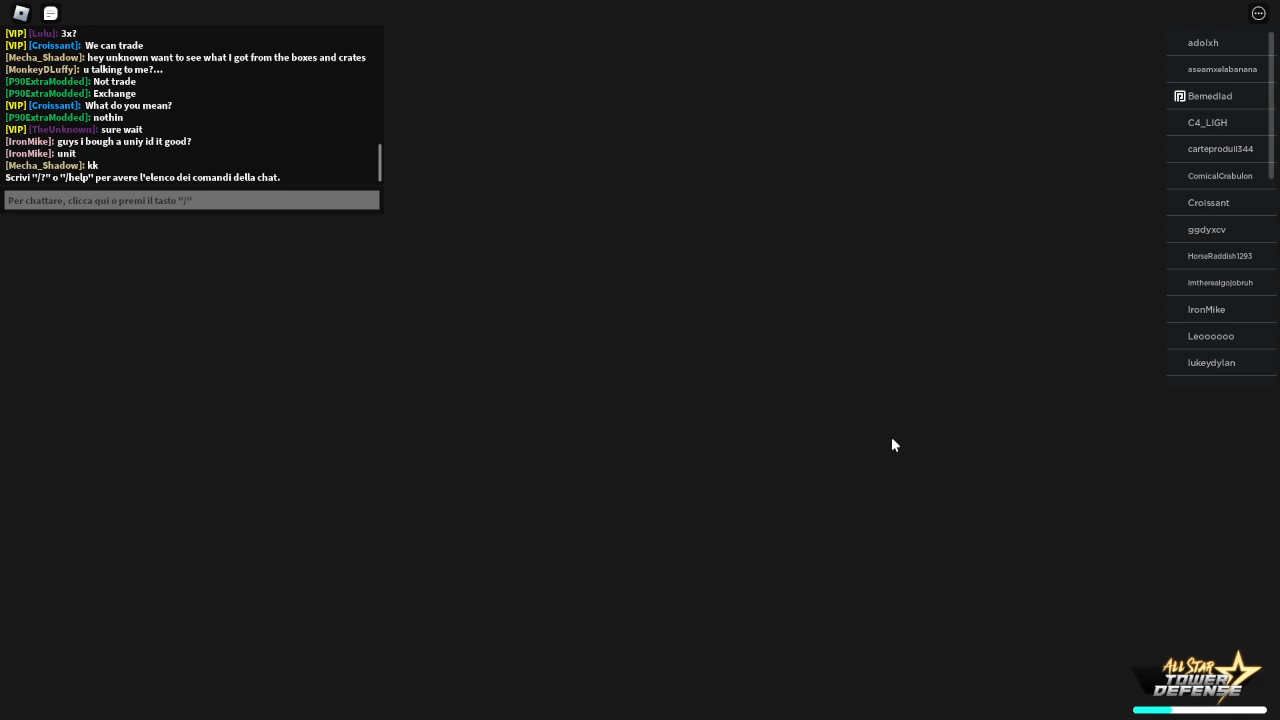 [VIP] [Lulu]: 3x?
[VIP] [Croissant]: We can trade
[Mecha_Shadow]: hey unknown want to see what I got from the boxes and crates
[MonkeyDLuffy]: u talking to me?...
[P90ExtraModded]: Not trade
[P90ExtraModded]: Exchange
[VIP] [Croissant]: What do you mean?
[P90ExtraModded]: nothin
[VIP] [TheUnknown]: sure wait
[IronMike]: guys i bough a uniy id it good?
[IronMike]: unit
[Mecha_Shadow]: kk
Scrivi "/?" o "/help" per avere l'elenco dei comandi della chat.
Per chattare, clicca qui o premi il tasto "/"
adolxh
aseamxelabanana
Bemedlad
C4_LIGH
carteprodull344
ComicalCrabulon
Croissant
ggdyxcv
HorseRaddish1293
Imtherealgojobruh
IronMike
Leoooooo
lukeydylan
ALL STAR
TOWER
DEFENSE